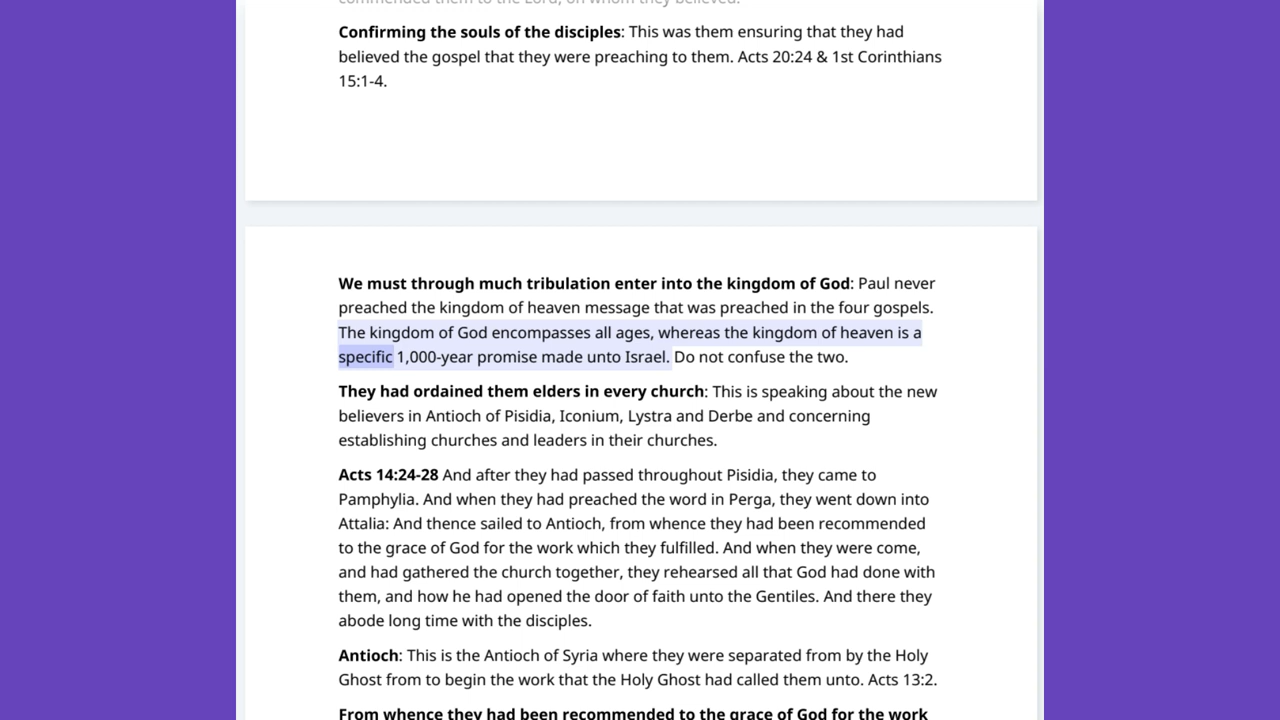 commended them to the Lord, on whom they believed.
Confirming the souls of the disciples: This was them ensuring that they had
believed the gospel that they were preaching to them. Acts 20:24 & 1st Corinthians
15:1-4.
We must through much tribulation enter into the kingdom of God: Paul never
preached the kingdom of heaven message that was preached in the four gospels.
The kingdom of God encompasses all ages, whereas the kingdom of heaven is a
specific 1,000-year promise made unto Israel. Do not confuse the two.
They had ordained them elders in every church: This is speaking about the new
believers in Antioch of Pisidia, Iconium, Lystra and Derbe and concerning
establishing churches and leaders in their churches.
Acts 14:24-28 And after they had passed throughout Pisidia, they came to
Pamphylia. And when they had preached the word in Perga, they went down into
Attalia: And thence sailed to Antioch, from whence they had been recommended
to the grace of God for the work which they fulfilled. And when they were come,
and had gathered the church together, they rehearsed all that God had done with
them, and how he had opened the door of faith unto the Gentiles. And there they
abode long time with the disciples.
Antioch: This is the Antioch of Syria where they were separated from by the Holy
Ghost from to begin the work that the Holy Ghost had called them unto. Acts 13:2.
From whence they had been recommended to the grace of God for the work